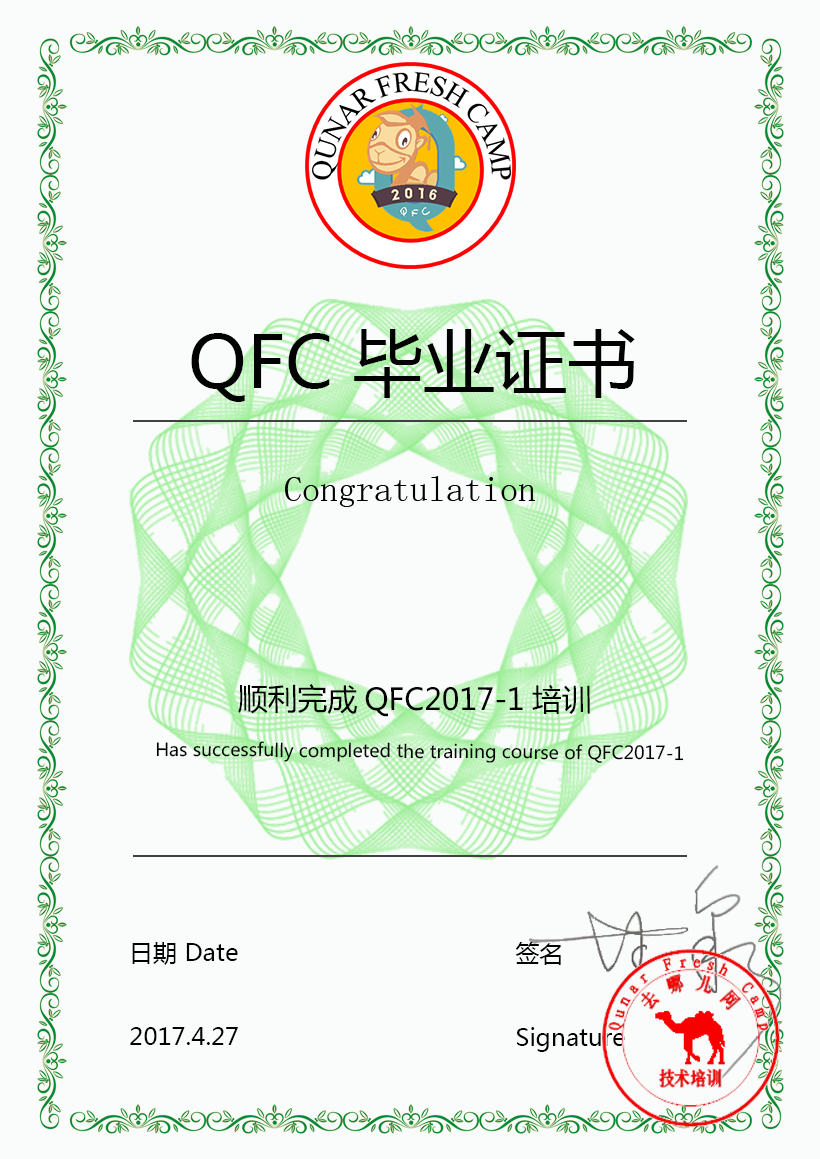 QUNAR FRESH CAMP
2016
QFC
QFC 毕业证书
Congratulation
顺利完成 QFC2017-1 培训
Has successfully completed the training course of QFC2017-1
日期 Date
签名
2017.4.27
Signature
Qunar Fresh Camp
去哪儿网
技术培训